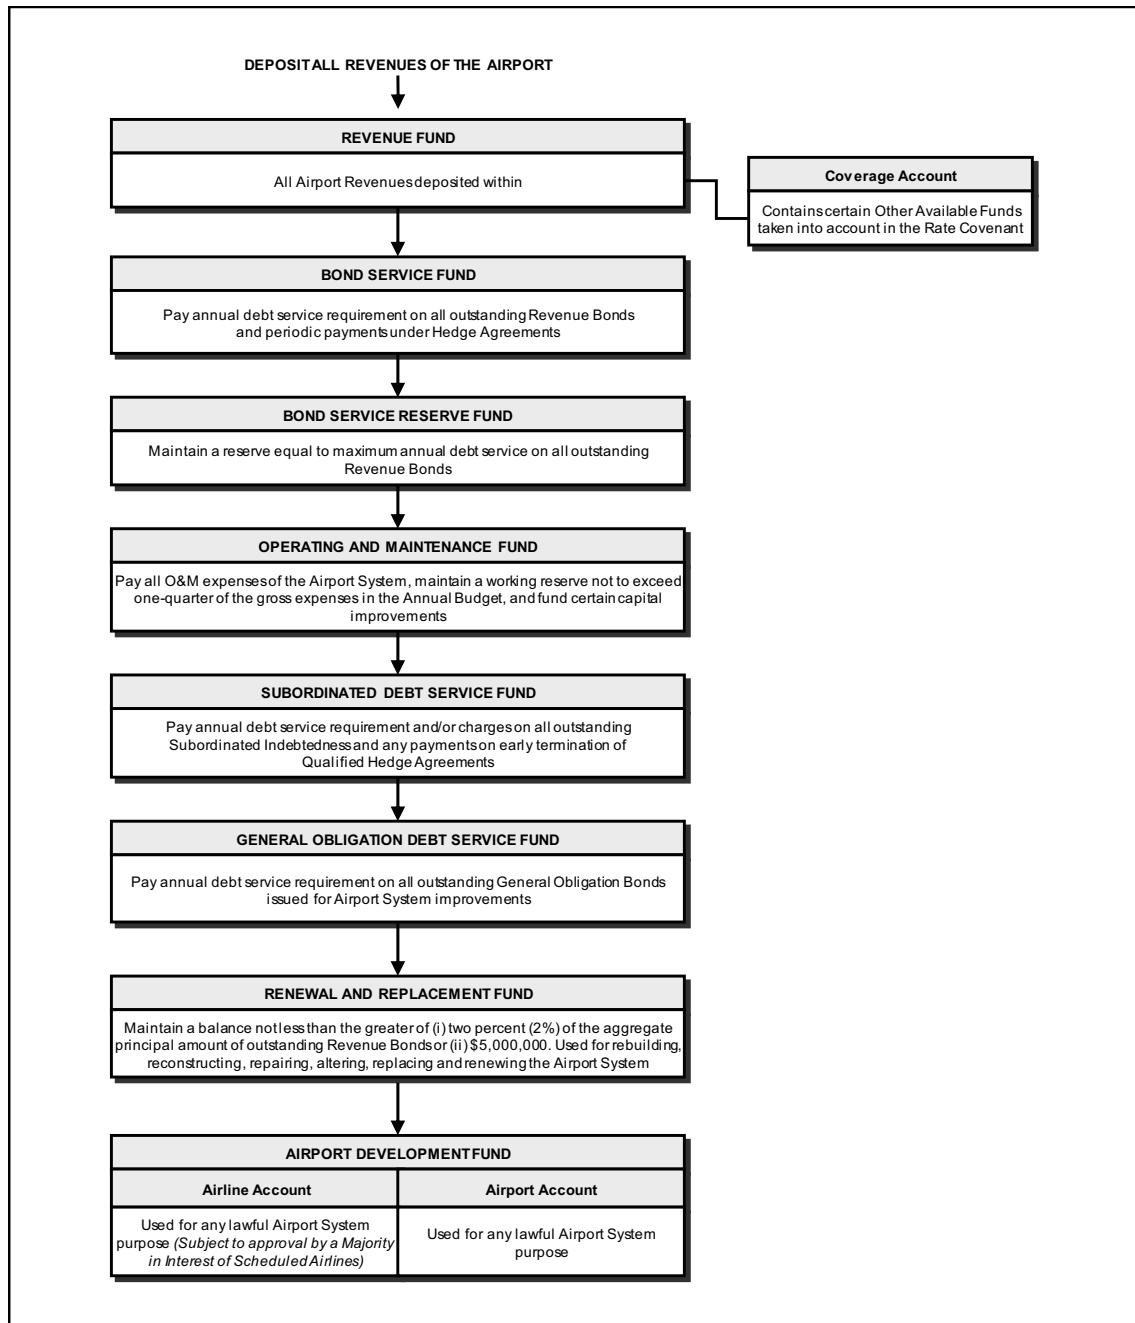 DEPOSIT ALL REVENUES OF THE AIRPORT
REVENUE FUND
All Airport Revenues deposited within
Coverage Account
Contains certain Other Available Funds
taken into account in the Rate Covenant
BOND SERVICE FUND
Pay annual debt service requirement on all outstanding Revenue Bonds
and periodic payments under Hedge Agreements
BOND SERVICE RESERVE FUND
Maintain a reserve equal to maximum annual debt service on all outstanding
Revenue Bonds
OPERATING AND MAINTENANCE FUND
Pay all O&M expenses of the Airport System, maintain a working reserve not to exceed
one-quarter of the gross expenses in the Annual Budget, and fund certain capital
improvements
SUBORDINATED DEBT SERVICE FUND
Pay annual debt service requirement and/or charges on all outstanding
Subordinated Indebtedness and any payments on early termination of
Qualified Hedge Agreements
GENERAL OBLIGATION DEBT SERVICE FUND
Pay annual debt service requirement on all outstanding General Obligation Bonds
issued for Airport System improvements
RENEWAL AND REPLACEMENT FUND
Maintain a balance not less than the greater of (i) two percent (2%) of the aggregate
principal amount of outstanding Revenue Bonds or (ii) $5,000,000. Used for rebuilding,
reconstructing, repairing, altering, replacing and renewing the Airport System
AIRPORT DEVELOPMENT FUND
Airline Account
Used for any lawful Airport System
purpose (Subject to approval by a Majority
in Interest of Scheduled Airlines)
Airport Account
Used for any lawful Airport System
purpose